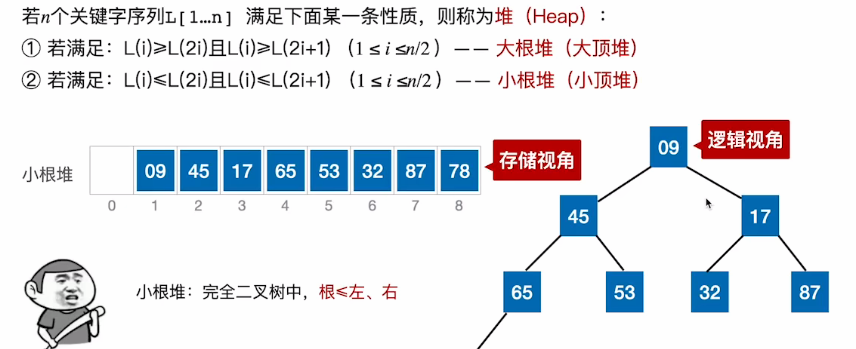 若n个关键字序列L[1…n] 满足下面某一条性质，则称为堆（Heap）：
① 若满足：L(i)≥L(2i)且L(i)≥L(2i+1)（1 ≤ i ≤n/2）—— 大根堆（大顶堆）
② 若满足：L(i)≤L(2i)且L(i)≤L(2i+1)（1 ≤ i ≤n/2）—— 小根堆（小顶堆）
09 逻辑视角
小根堆 09 45 17 65 53 32 87 78 存储视角
0 1 2 3 4 5 6 7 8
45 17
65 53 32 87
小根堆：完全二叉树中，根≤左、右